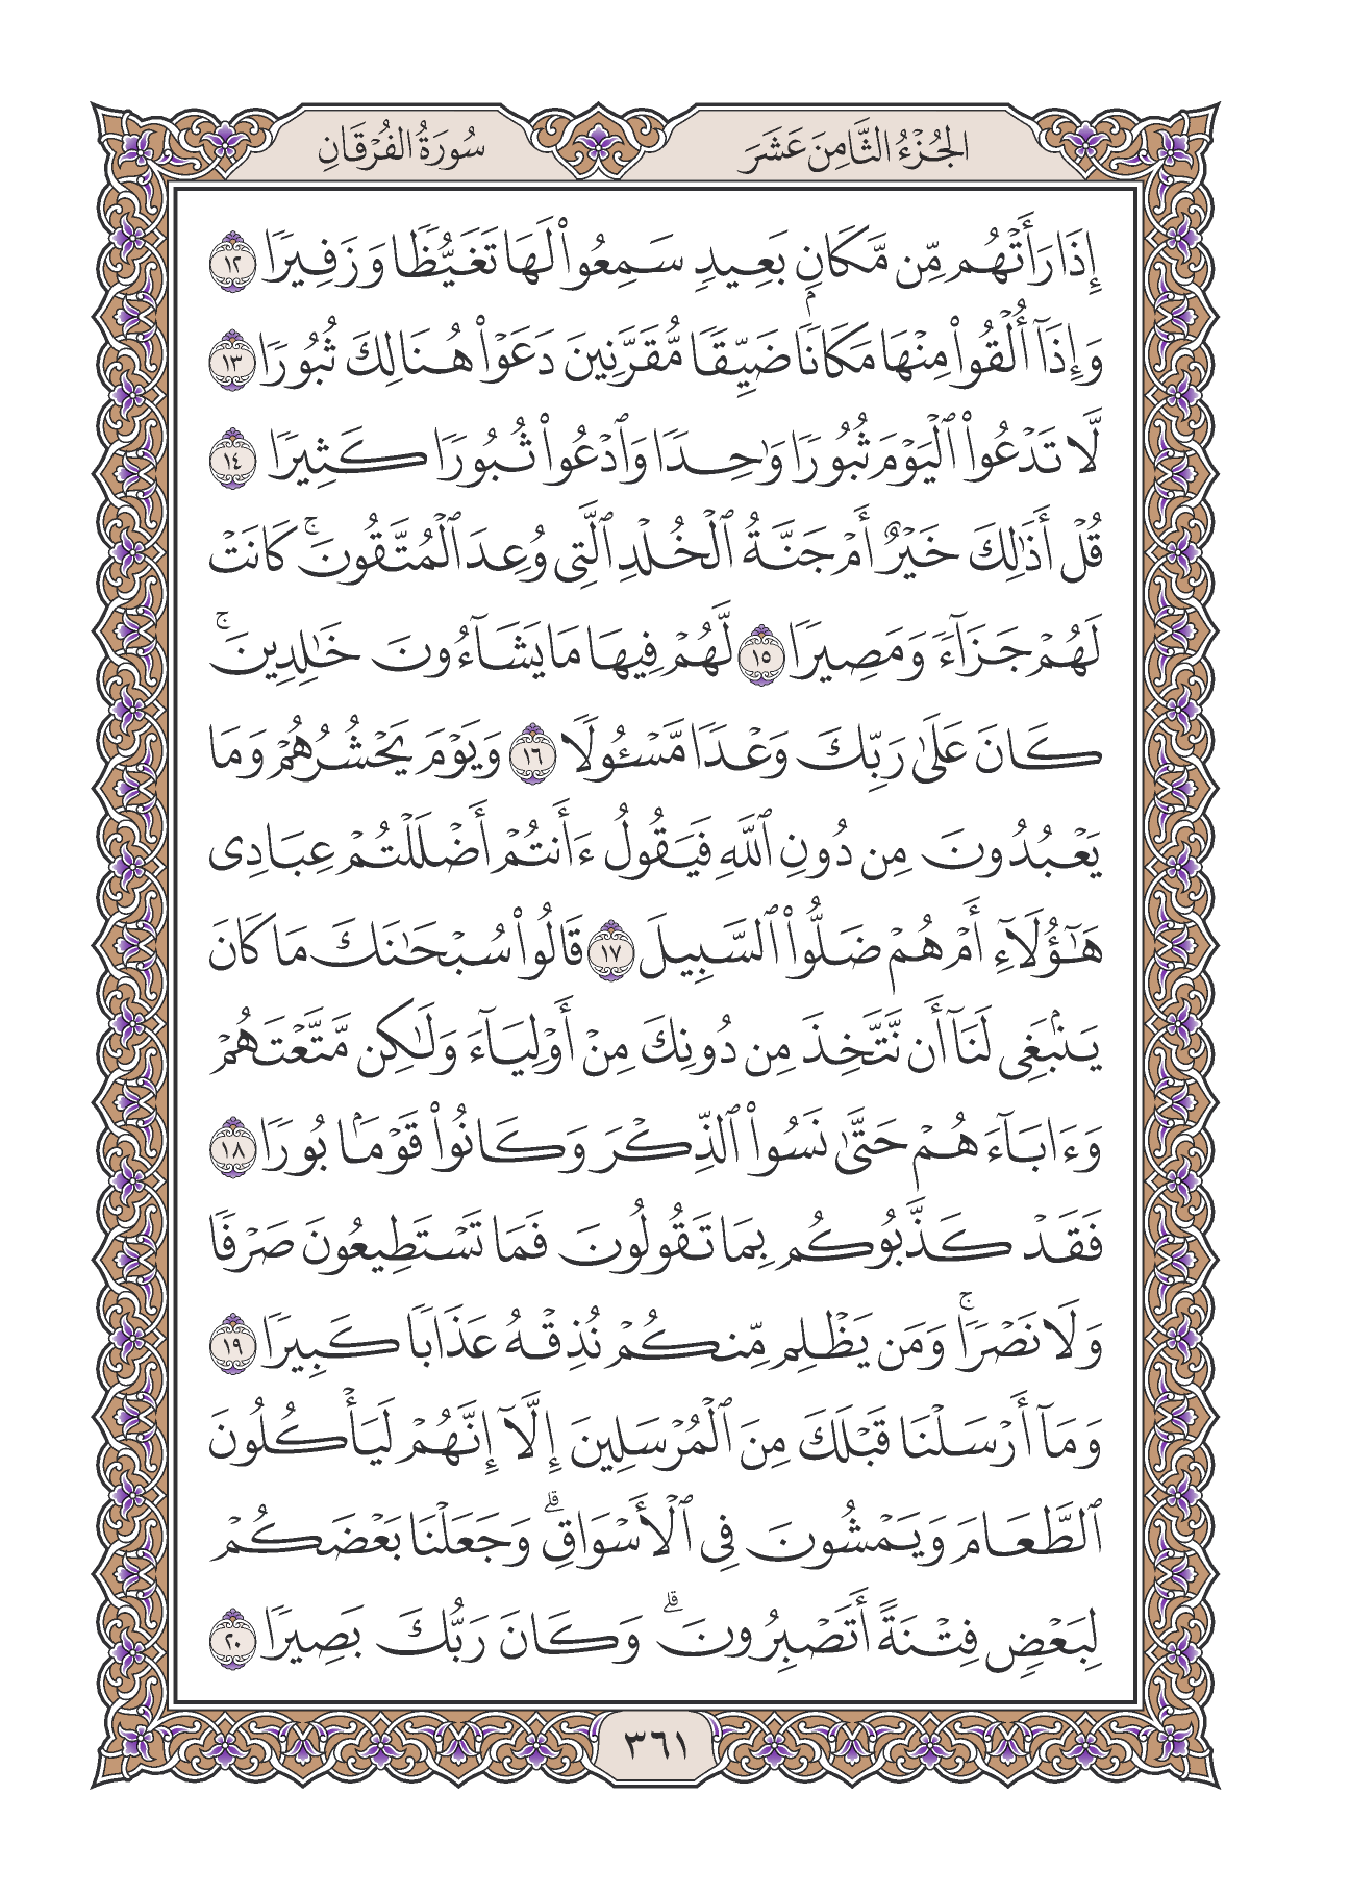 الجُزْءُ الثَّامِنَ عَشَرَ
سُورَةُ الفُرْقَانِ
إِذَا رَأَتْهُم مِّن مَّكَانِۭ بَعِيدٖ سَمِعُواْ لَهَا تَغَيُّظٗا وَزَفِيرٗا ١٢
وَإِذَآ أُلْقُواْ مِنْهَا مَكَانٗا ضَيِّقٗا مُّقَرَّنِينَ دَعَوْاْ هُنَالِكَ ثُبُورٗا ١٣
لَّا تَدْعُواْ ٱلْيَوْمَ ثُبُورٗا وَٰحِدٗا وَٱدْعُواْ ثُبُورٗا كَثِيرٗا ١٤
قُلْ أَذَٰلِكَ خَيْرٌ أَمْ جَنَّةُ ٱلْخُلْدِ ٱلَّتِي وُعِدَ ٱلْمُتَّقُونَۚ كَانَتْ
لَهُمْ جَزَآءٗ وَمَصِيرٗا ١٥ لَّهُمْ فِيهَا مَا يَشَآءُونَ خَٰلِدِينَۚ
كَانَ عَلَىٰ رَبِّكَ وَعْدٗا مَّسْـُٔولٗا ١٦ وَيَوْمَ يَحْشُرُهُمْ وَمَا
يَعْبُدُونَ مِن دُونِ ٱللَّهِ فَيَقُولُ ءَأَنتُمْ أَضْلَلْتُمْ عِبَادِي
هَٰٓؤُلَآءِ أَمْ هُمْ ضَلُّواْ ٱلسَّبِيلَ ١٧ قَالُواْ سُبْحَٰنَكَ مَا كَانَ
يَنۢبَغِي لَنَآ أَن نَّتَّخِذَ مِن دُونِكَ مِنْ أَوْلِيَآءَ وَلَٰكِن مَّتَّعْتَهُمْ
وَءَابَآءَهُمْ حَتَّىٰ نَسُواْ ٱلذِّكْرَ وَكَانُواْ قَوْمَۢا بُورٗا ١٨
فَقَدْ كَذَّبُوكُم بِمَا تَقُولُونَ فَمَا تَسْتَطِيعُونَ صَرْفٗا
وَلَا نَصْرٗاۚ وَمَن يَظْلِم مِّنكُمْ نُذِقْهُ عَذَابٗا كَبِيرٗا ١٩
وَمَآ أَرْسَلْنَا قَبْلَكَ مِنَ ٱلْمُرْسَلِينَ إِلَّآ إِنَّهُمْ لَيَأْكُلُونَ
ٱلطَّعَامَ وَيَمْشُونَ فِي ٱلْأَسْوَاقِۗ وَجَعَلْنَا بَعْضَكُمْ
لِبَعْضٖ فِتْنَةً أَتَصْبِرُونَۗ وَكَانَ رَبُّكَ بَصِيرٗا ٢٠
٣٦١